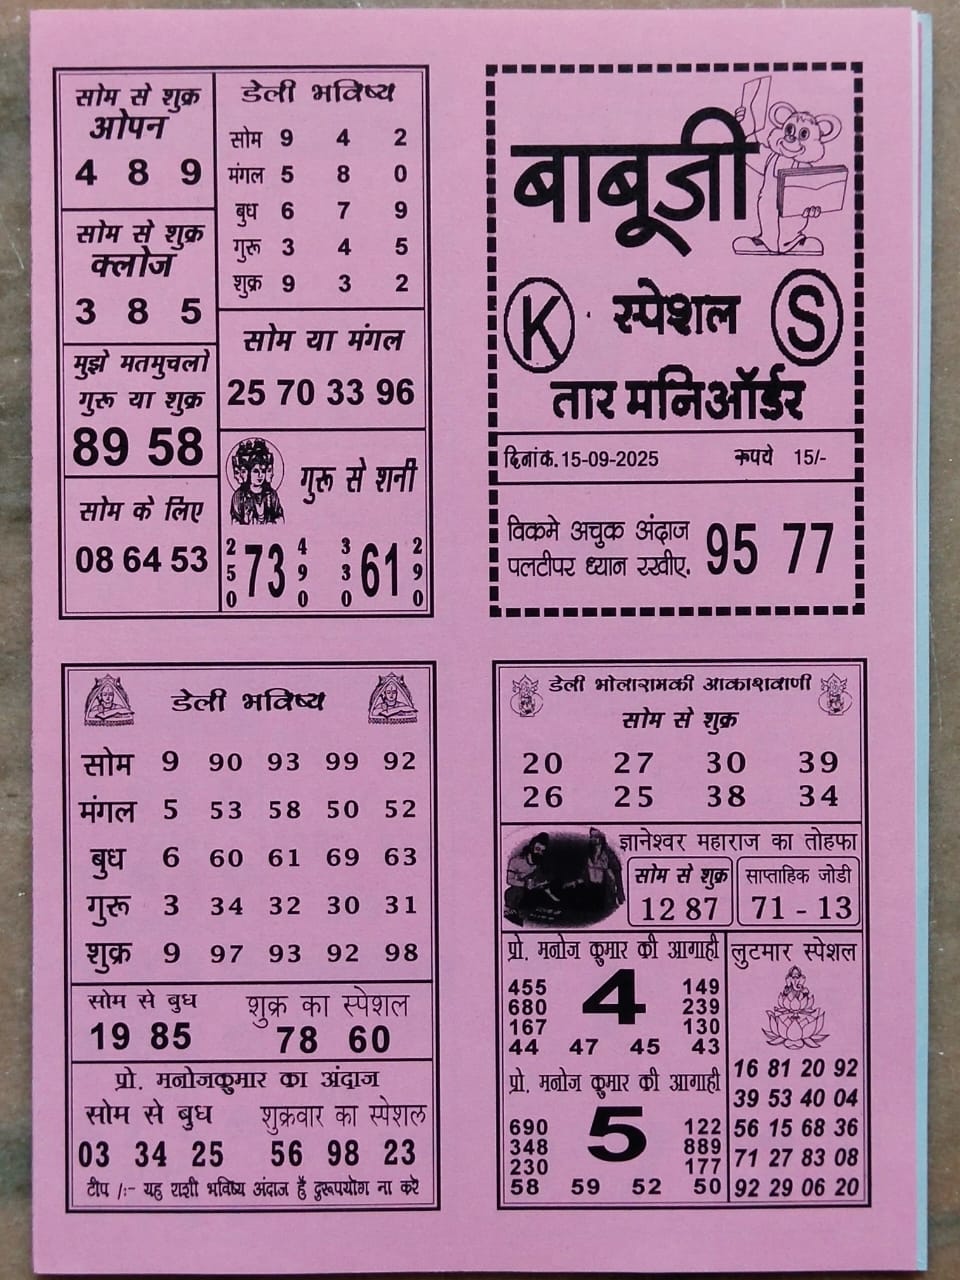 सोम से शुक्र
ओपन
4 8 9
सोम से शुक्र
क्लोज
3 8 5
मुझे मतमुचलो
गुरू या शुक्र
89 58
सोम के लिए
08 64 53
डेली भविष्य
सोम 9 4 2
मंगल 5 8 0
बुध 6 7 9
गुरू 3 4 5
शुक्र 9 3 2
सोम या मंगल
25 70 33 96
गुरू से शनी
250 73 490 330 61 290
बाबूजी
K स्पेशल S
तार मनिऑर्डर
दिनांक.15-09-2025 रूपये 15/-
विकमे अचुक अंदाज
पलटीपर ध्यान रखीए.
95 77
डेली भविष्य
सोम 9 90 93 99 92
मंगल 5 53 58 50 52
बुध 6 60 61 69 63
गुरू 3 34 32 30 31
शुक्र 9 97 93 92 98
सोम से बुध
19 85
शुक्र का स्पेशल
78 60
प्रो. मनोजकुमार का अंदाज
सोम से बुध
03 34 25
शुक्रवार का स्पेशल
56 98 23
टीप /:- यह राशी भविष्य अंदाज हैं दुरूपयोग ना करे
डेली भोलारामकी आकाशवाणी
सोम से शुक्र
20 27 30 39
26 25 38 34
ज्ञानेश्वर महाराज का तोहफा
सोम से शुक्र
12 87
साप्ताहिक जोडी
71 - 13
प्रो. मनोज कुमार की आगाही
455 4 149
680 239
167 130
44 47 45 43
प्रो. मनोज कुमार की आगाही
690 5 122
348 889
230 177
58 59 52 50
लुटमार स्पेशल
16 81 20 92
39 53 40 04
56 15 68 36
71 27 83 08
92 29 06 20